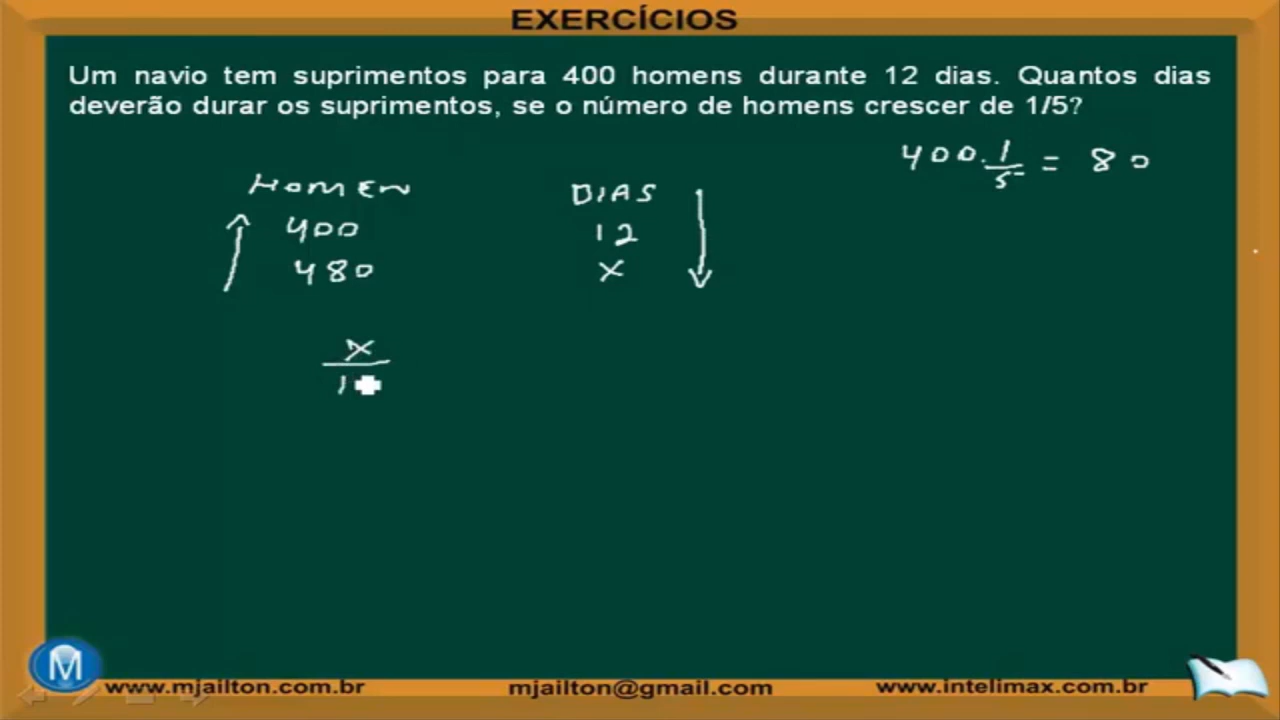 EXERCÍCIOS
Um navio tem suprimentos para 400 homens durante 12 dias. Quantos dias
deverão durar os suprimentos, se o número de homens crescer de 1/5?
400 . 1/5 = 80
HOMEN DIAS
400 12
480 X
X
1
M
www.mjailton.com.br mjailton@gmail.com www.intelimax.com.br